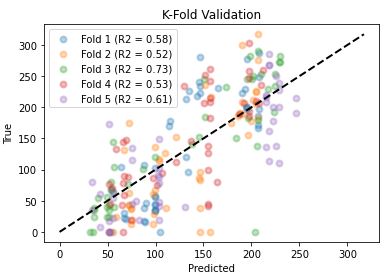 K-Fold Validation
Fold 1 (R2 = 0.58)
Fold 2 (R2 = 0.52)
Fold 3 (R2 = 0.73)
Fold 4 (R2 = 0.53)
Fold 5 (R2 = 0.61)
True
300
250
200
150
100
50
0
0 50 100 150 200 250 300
Predicted